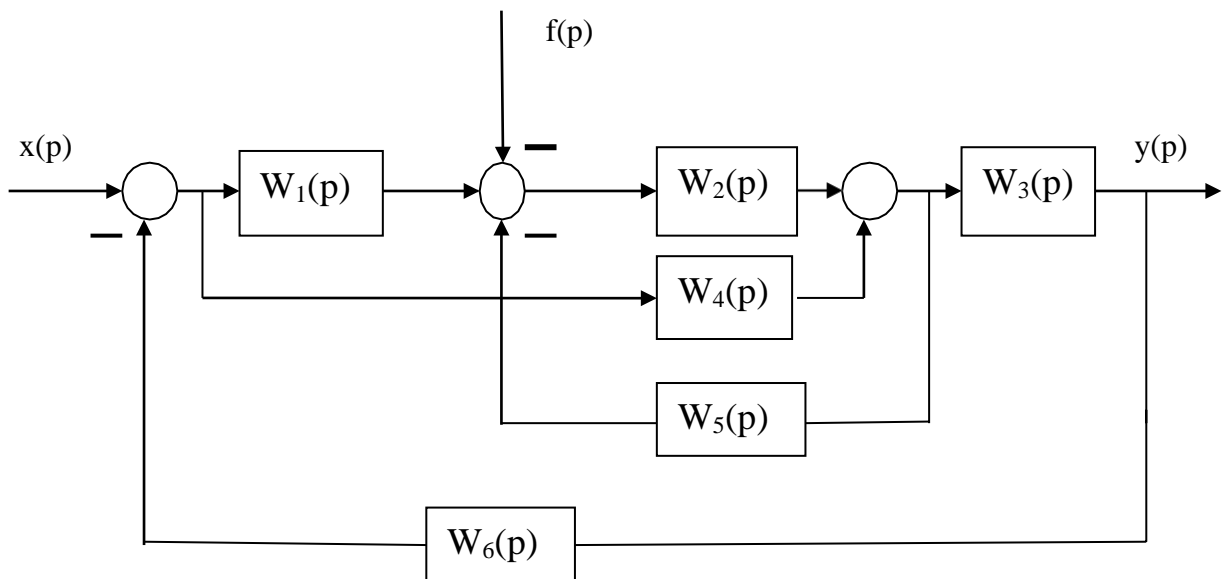 f(p)
x(p)
y(p)
W₁(p)
W₂(p)
W₃(p)
W₄(p)
W₅(p)
W₆(p)